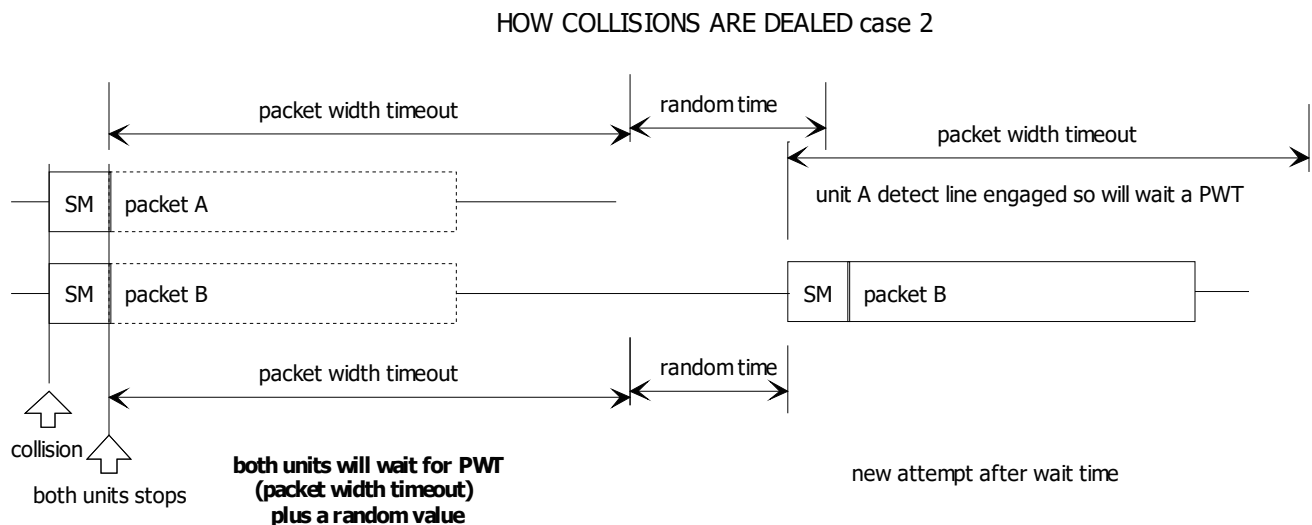 HOW COLLISIONS ARE DEALED case 2
packet width timeout
random time
packet width timeout
SM
packet A
unit A detect line engaged so will wait a PWT
SM
packet B
SM
packet B
packet width timeout
random time
collision
both units stops
both units will wait for PWT
(packet width timeout)
plus a random value
new attempt after wait time